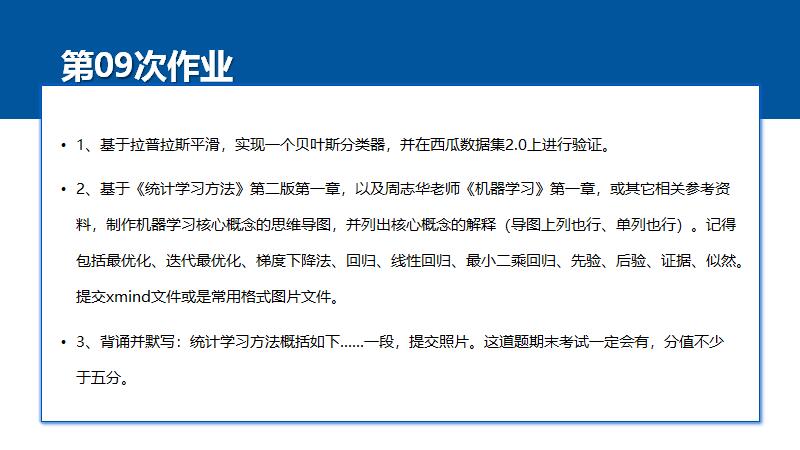 第09次作业
• 1、基于拉普拉斯平滑，实现一个贝叶斯分类器，并在西瓜数据集2.0上进行验证。
• 2、基于《统计学习方法》第二版第一章，以及周志华老师《机器学习》第一章，或其它相关参考资
料，制作机器学习核心概念的思维导图，并列出核心概念的解释（导图上列也行、单列也行）。记得
包括最优化、迭代最优化、梯度下降法、回归、线性回归、最小二乘回归、先验、后验、证据、似然。
提交xmind文件或是常用格式图片文件。
• 3、背诵并默写：统计学习方法概括如下......一段，提交照片。这道题期末考试一定会有，分值不少
于五分。